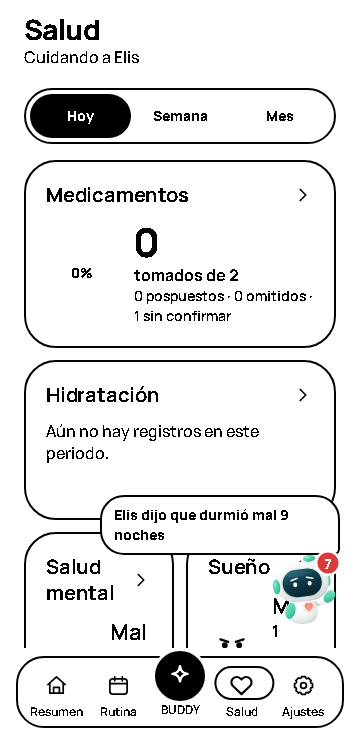 Salud
Cuidando a Elis
Hoy
Semana
Mes
Medicamentos
0%
0
tomados de 2
0 pospuestos · 0 omitidos ·
1 sin confirmar
Hidratación
Aún no hay registros en este
periodo.
Elis dijo que durmió mal 9
noches
7
Salud
mental
Mal
Sueño
1
Resumen
Rutina
BUDDY
Salud
Ajustes